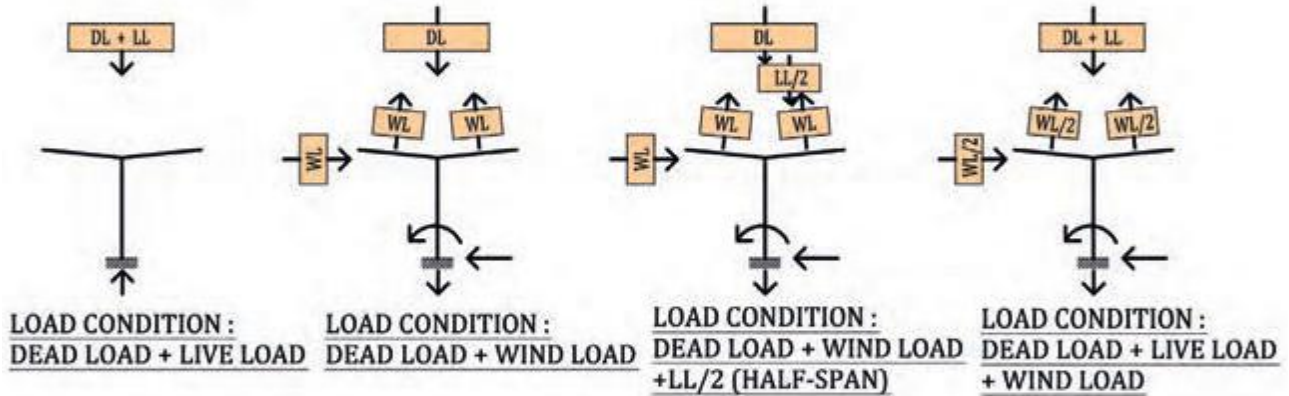 DL + LL
DL
DL
DL + LL
LL/2
WL
WL
WL
WL
WL/2
WL/2
WL
WL
WL/2
LOAD CONDITION :
DEAD LOAD + LIVE LOAD
LOAD CONDITION :
DEAD LOAD + WIND LOAD
LOAD CONDITION :
DEAD LOAD + WIND LOAD
+LL/2 (HALF-SPAN)
LOAD CONDITION :
DEAD LOAD + LIVE LOAD
+ WIND LOAD